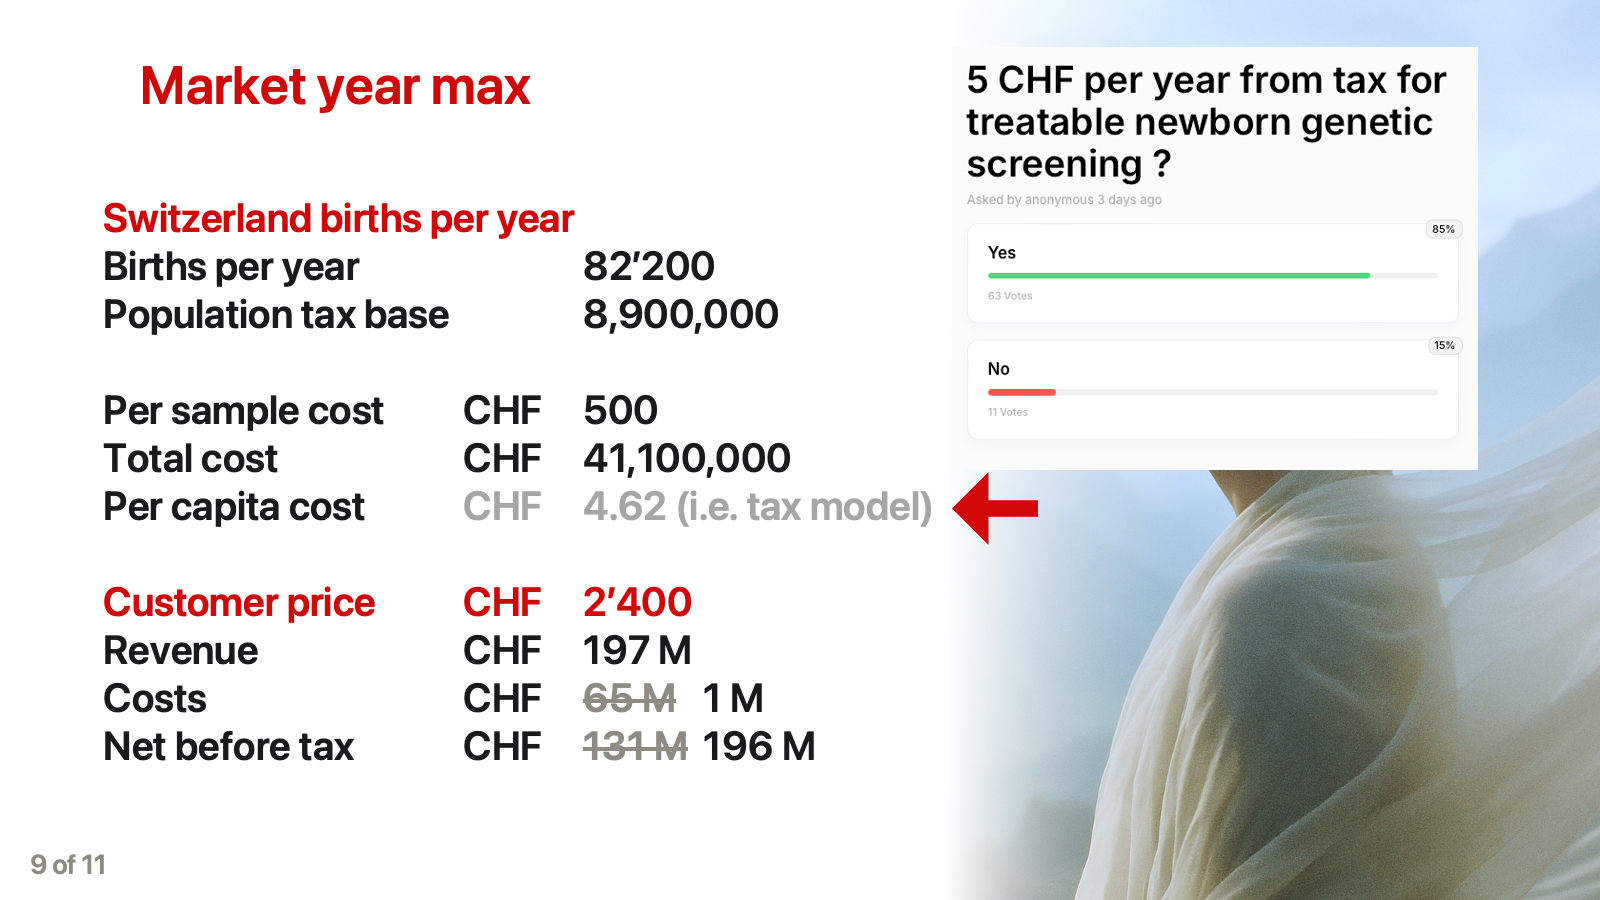 Market year max
Switzerland births per year
Births per year 82’200
Population tax base 8,900,000
Per sample cost CHF 500
Total cost CHF 41,100,000
Per capita cost CHF 4.62 (i.e. tax model)
Customer price CHF 2’400
Revenue CHF 197 M
Costs CHF 65 M 1 M
Net before tax CHF 131 M 196 M
9 of 11
5 CHF per year from tax for
treatable newborn genetic
screening ?
Asked by anonymous 3 days ago
85%
Yes
63 Votes
15%
No
11 Votes